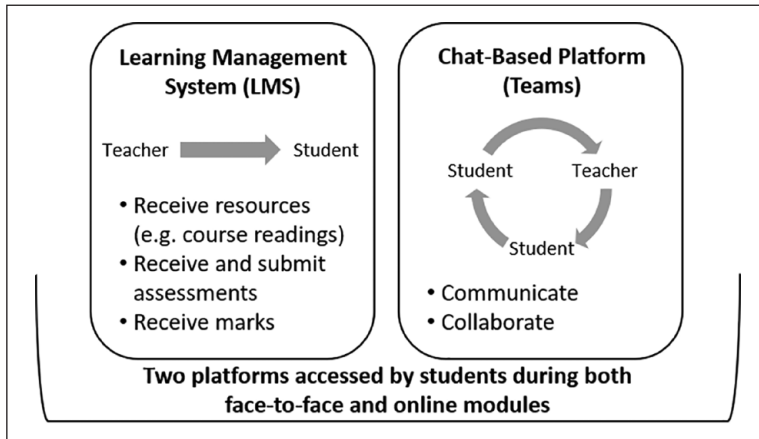 Learning Management
System (LMS)
Teacher
Student
• Receive resources
(e.g. course readings)
• Receive and submit
assessments
• Receive marks
Chat-Based Platform
(Teams)
Student
Teacher
Student
• Communicate
• Collaborate
Two platforms accessed by students during both
face-to-face and online modules